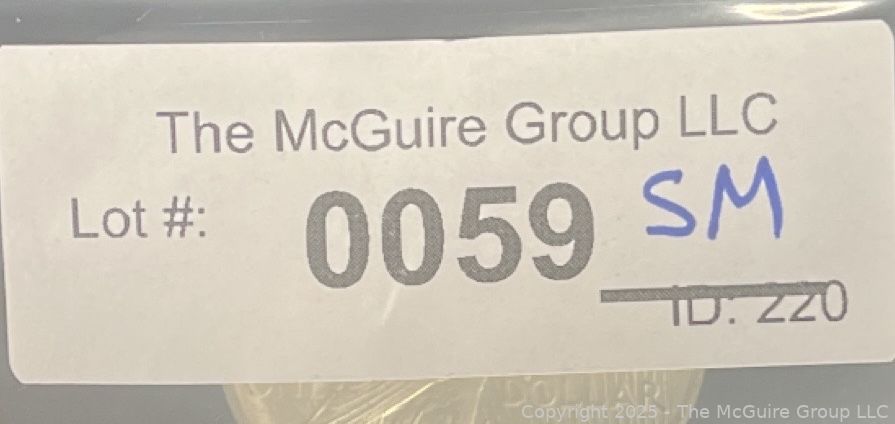 The McGuire Group LLC
Lot #: 0059 SM
ID: 220
DOLLAR
Copyright 2025 - The McGuire Group LLC